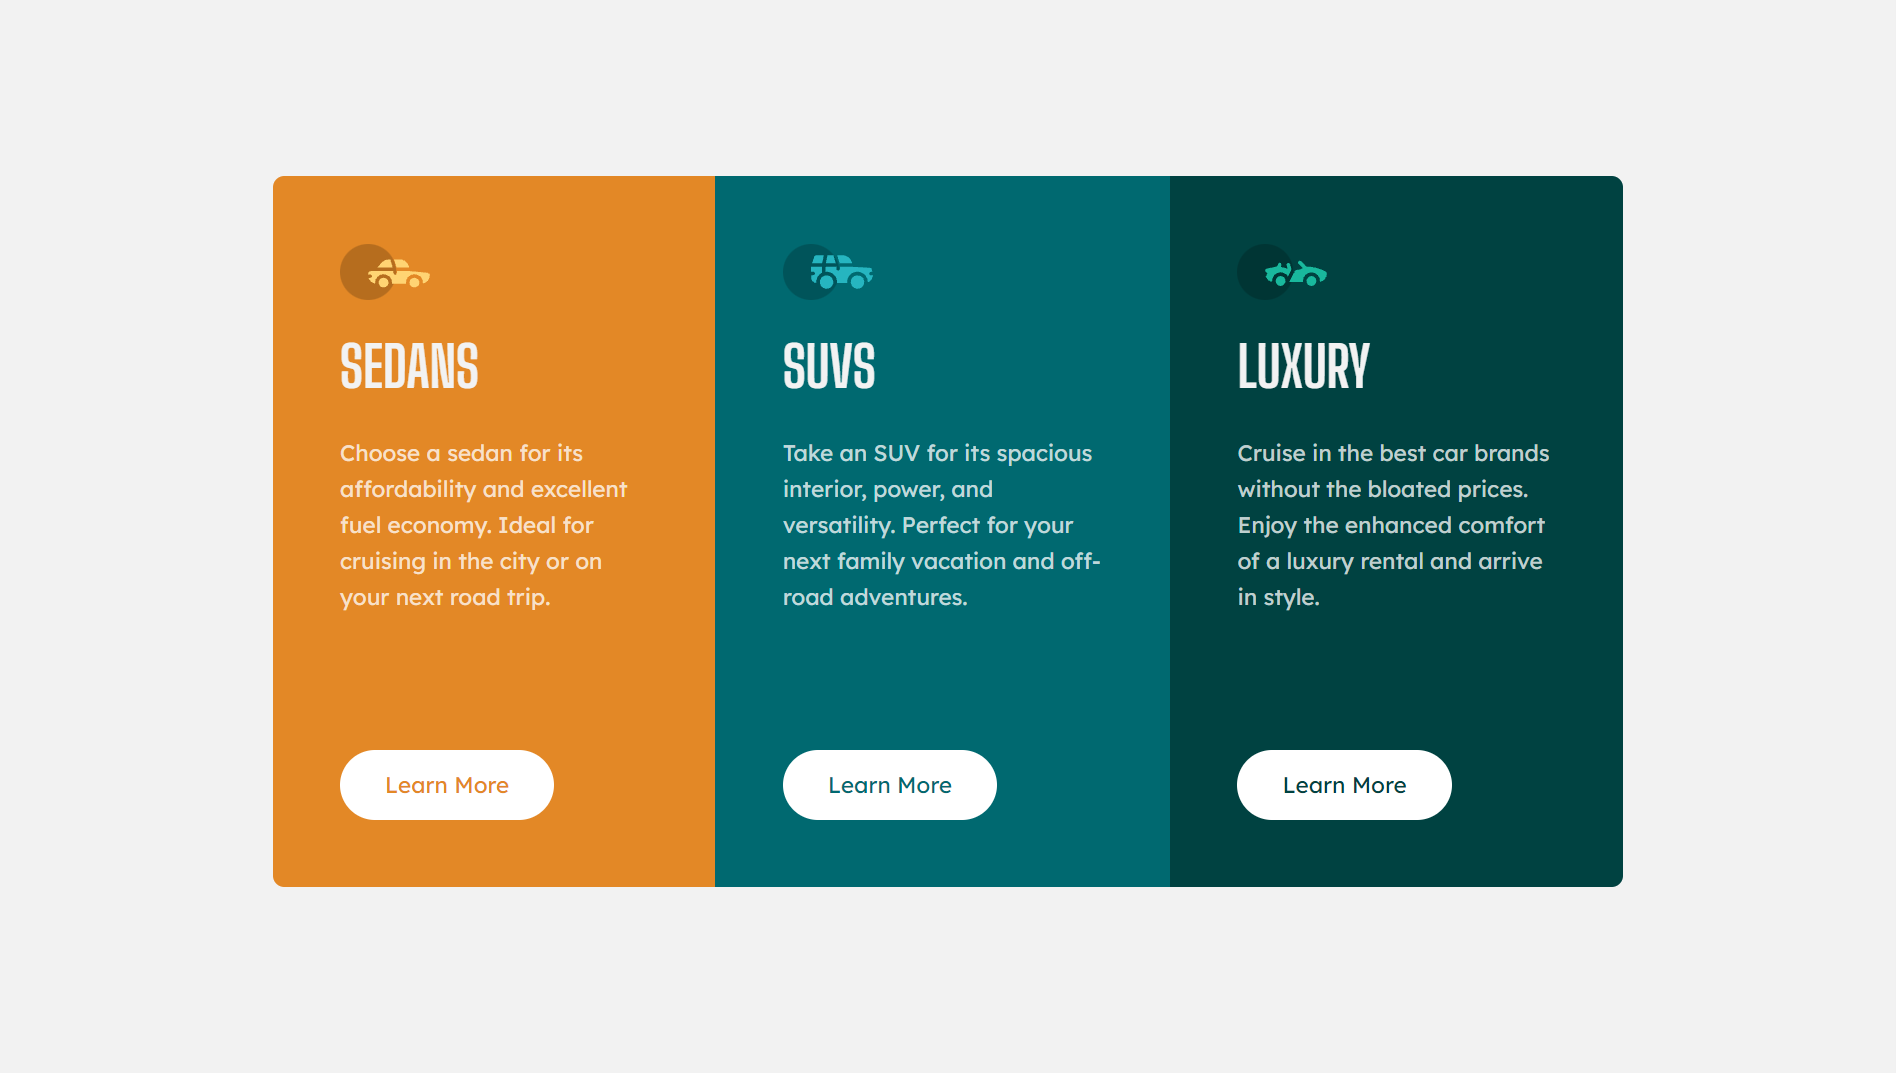 SEDANS
Choose a sedan for its
affordability and excellent
fuel economy. Ideal for
cruising in the city or on
your next road trip.
Learn More
SUVS
Take an SUV for its spacious
interior, power, and
versatility. Perfect for your
next family vacation and off-
road adventures.
Learn More
LUXURY
Cruise in the best car brands
without the bloated prices.
Enjoy the enhanced comfort
of a luxury rental and arrive
in style.
Learn More